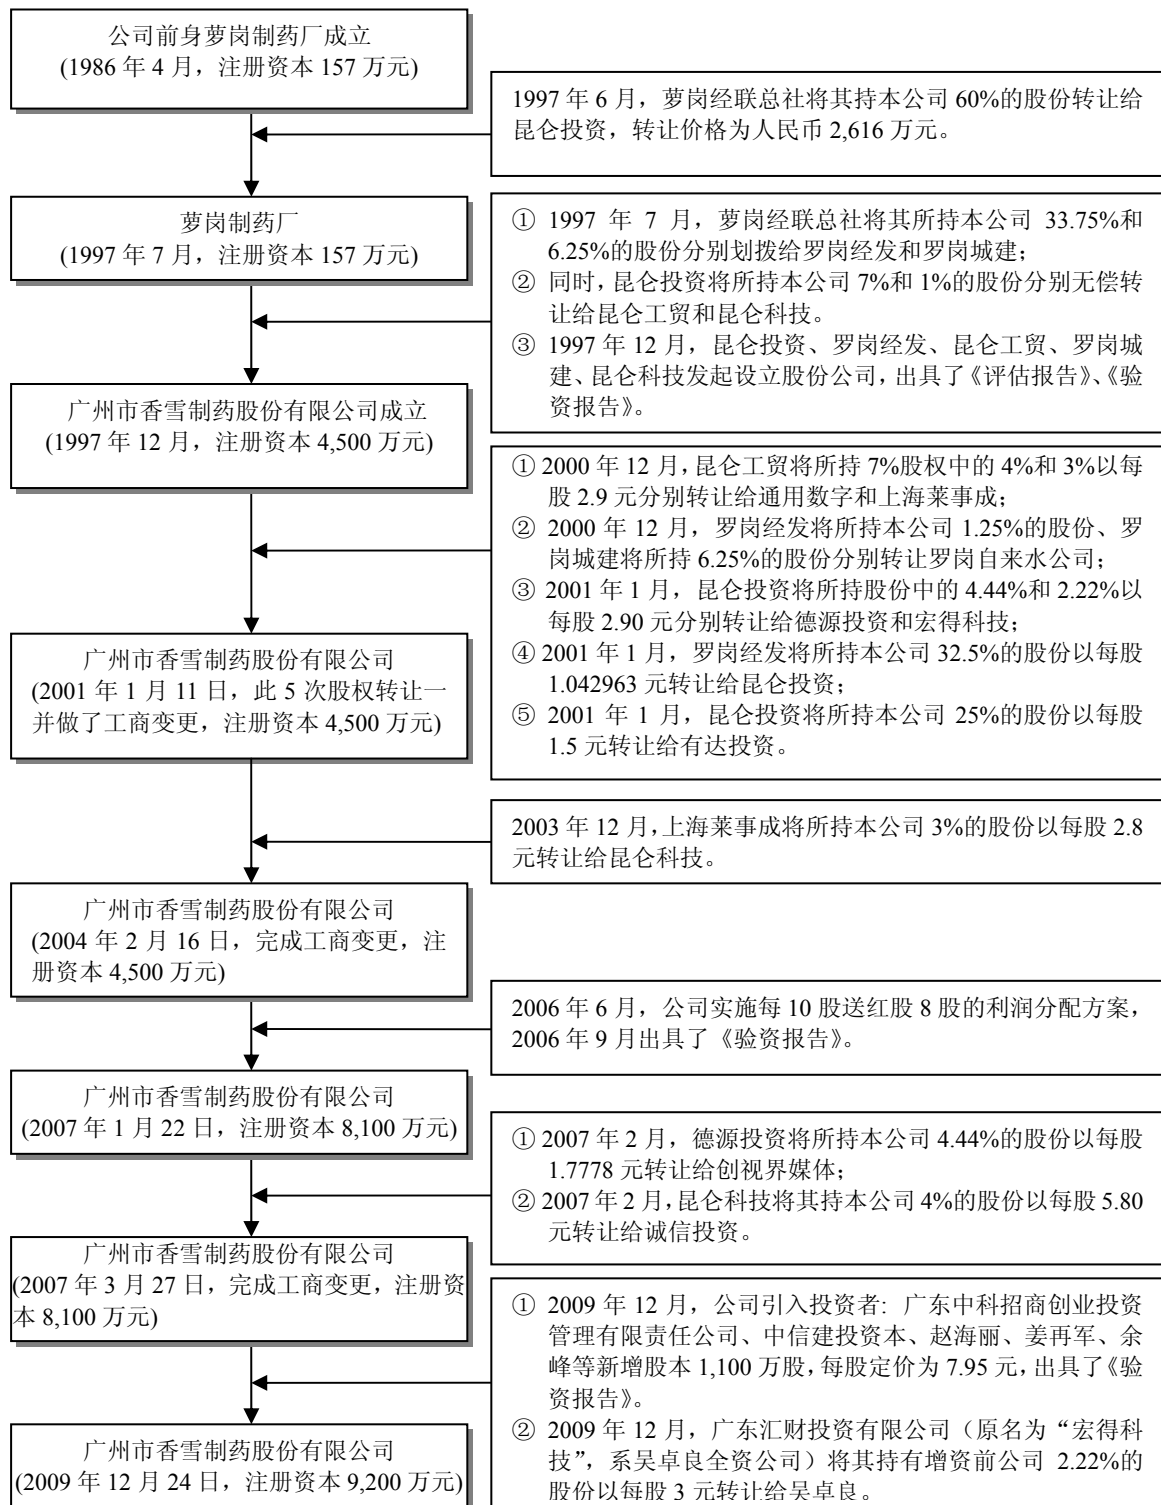 公司前身萝岗制药厂成立
(1986 年 4 月，注册资本 157 万元)
1997 年 6 月，萝岗经联总社将其持本公司 60%的股份转让给
昆仑投资，转让价格为人民币 2,616 万元。
萝岗制药厂
(1997 年 7 月，注册资本 157 万元)
① 1997 年 7 月，萝岗经联总社将其所持本公司 33.75%和
6.25%的股份分别划拨给罗岗经发和罗岗城建；
② 同时，昆仑投资将所持本公司 7%和 1%的股份分别无偿转
让给昆仑工贸和昆仑科技。
③ 1997 年 12 月，昆仑投资、罗岗经发、昆仑工贸、罗岗城
建、昆仑科技发起设立股份公司，出具了《评估报告》、《验
资报告》。
广州市香雪制药股份有限公司成立
(1997 年 12 月，注册资本 4,500 万元)
① 2000 年 12 月，昆仑工贸将所持 7%股权中的 4%和 3%以每
股 2.9 元分别转让给通用数字和上海莱事成；
② 2000 年 12 月，罗岗经发将所持本公司 1.25%的股份、罗
岗城建将所持 6.25%的股份分别转让罗岗自来水公司；
③ 2001 年 1 月，昆仑投资将所持股份中的 4.44%和 2.22%以
每股 2.90 元分别转让给德源投资和宏得科技；
④ 2001 年 1 月，罗岗经发将所持本公司 32.5%的股份以每股
1.042963 元转让给昆仑投资；
⑤ 2001 年 1 月，昆仑投资将所持本公司 25%的股份以每股
1.5 元转让给有达投资。
广州市香雪制药股份有限公司
(2001 年 1 月 11 日，此 5 次股权转让一
并做了工商变更，注册资本 4,500 万元)
2003 年 12 月，上海莱事成将所持本公司 3%的股份以每股 2.8
元转让给昆仑科技。
广州市香雪制药股份有限公司
(2004 年 2 月 16 日，完成工商变更，注
册资本 4,500 万元)
2006 年 6 月，公司实施每 10 股送红股 8 股的利润分配方案，
2006 年 9 月出具了《验资报告》。
广州市香雪制药股份有限公司
(2007 年 1 月 22 日，注册资本 8,100 万元)
① 2007 年 2 月，德源投资将所持本公司 4.44%的股份以每股
1.7778 元转让给创视界媒体；
② 2007 年 2 月，昆仑科技将其持本公司 4%的股份以每股 5.80
元转让给诚信投资。
广州市香雪制药股份有限公司
(2007 年 3 月 27 日，完成工商变更，注册资
本 8,100 万元)
① 2009 年 12 月，公司引入投资者：广东中科招商创业投资
管理有限责任公司、中信建投资本、赵海丽、姜再军、余
峰等新增股本 1,100 万股，每股定价为 7.95 元，出具了《验
资报告》。
② 2009 年 12 月，广东汇财投资有限公司（原名为“宏得科
技”，系吴卓良全资公司）将其持有增资前公司 2.22%的
股份以每股 3 元转让给吴卓良。
广州市香雪制药股份有限公司
(2009 年 12 月 24 日，注册资本 9,200 万元)